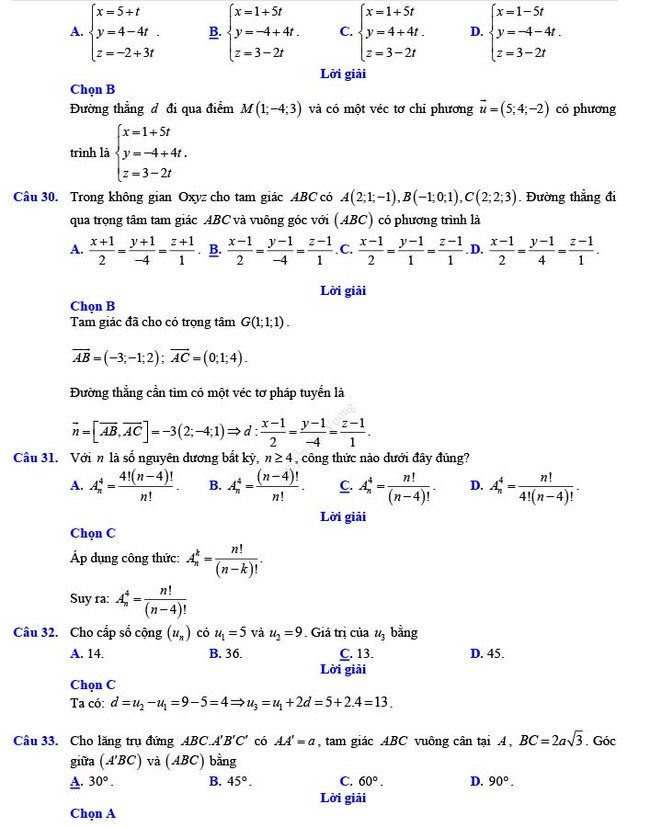 A. {x=5+t; y=4−4t; z=−2+3t . B. {x=1+5t; y=−4+4t; z=3−2t . C. {x=1+5t; y=4+4t; z=3−2t . D. {x=1−5t; y=−4−4t; z=3−2t .
Lời giải
Chọn B
Đường thẳng d đi qua điểm M(1;−4;3) và có một véc tơ chỉ phương u⃗=(5;4;−2) có phương
trình là {x=1+5t; y=−4+4t; z=3−2t .
Câu 30. Trong không gian Oxyz cho tam giác ABC có A(2;1;−1),B(−1;0;1),C(2;2;3). Đường thẳng đi
qua trọng tâm tam giác ABC và vuông góc với (ABC) có phương trình là
A. (x+1)/2=(y+1)/−4=(z+1)/1. B. (x−1)/2=(y−1)/−4=(z−1)/1. C. (x−1)/2=(y−1)/1=(z−1)/1. D. (x−1)/2=(y−1)/4=(z−1)/1.
Lời giải
Chọn B
Tam giác đã cho có trọng tâm G(1;1;1).
AB⃗=(−3;−1;2); AC⃗=(0;1;4).
Đường thẳng cần tìm có một véc tơ pháp tuyến là
n⃗=[AB⃗,AC⃗]=−3(2;−4;1)⇒d:(x−1)/2=(y−1)/−4=(z−1)/1.
Câu 31. Với n là số nguyên dương bất kỳ, n≥4, công thức nào dưới đây đúng?
A. Aₙ⁴=4!(n−4)!/n!. B. Aₙ⁴=(n−4)!/n!. C. Aₙ⁴=n!/(n−4)!. D. Aₙ⁴=n!/4!(n−4)!.
Lời giải
Chọn C
Áp dụng công thức: Aₙᵏ=n!/(n−k)!.
Suy ra: Aₙ⁴=n!/(n−4)!
Câu 32. Cho cấp số cộng (uₙ) có u₁=5 và u₂=9. Giá trị của u₃ bằng
A. 14. B. 36. C. 13. D. 45.
Lời giải
Chọn C
Ta có: d=u₂−u₁=9−5=4⇒u₃=u₁+2d=5+2.4=13.
Câu 33. Cho lăng trụ đứng ABC.A′B′C′ có AA′=a, tam giác ABC vuông cân tại A, BC=2a√3. Góc
giữa (A′BC) và (ABC) bằng
A. 30°. B. 45°. C. 60°. D. 90°.
Lời giải
Chọn A